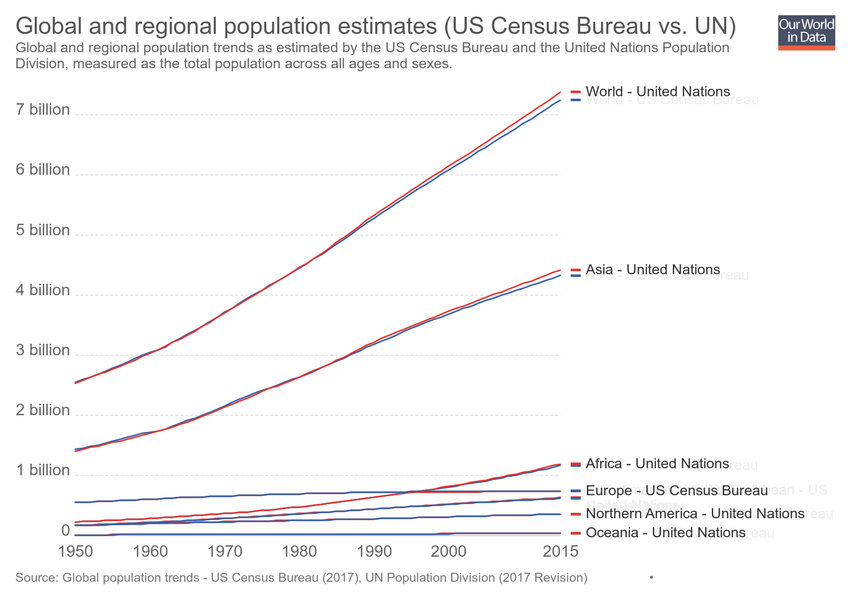 Global and regional population estimates (US Census Bureau vs. UN)
Global and regional population trends as estimated by the US Census Bureau and the United Nations Population
Division, measured as the total population across all ages and sexes.
Our World
in Data
7 billion
6 billion
5 billion
4 billion
3 billion
2 billion
1 billion
0
World - United Nations
World - US Census Bureau
Asia - United Nations
Africa - United Nations
Europe - US Census Bureau
Northern America - United Nations
Oceania - United Nations
1950
1960
1970
1980
1990
2000
2015
Source: Global population trends - US Census Bureau (2017), UN Population Division (2017 Revision)